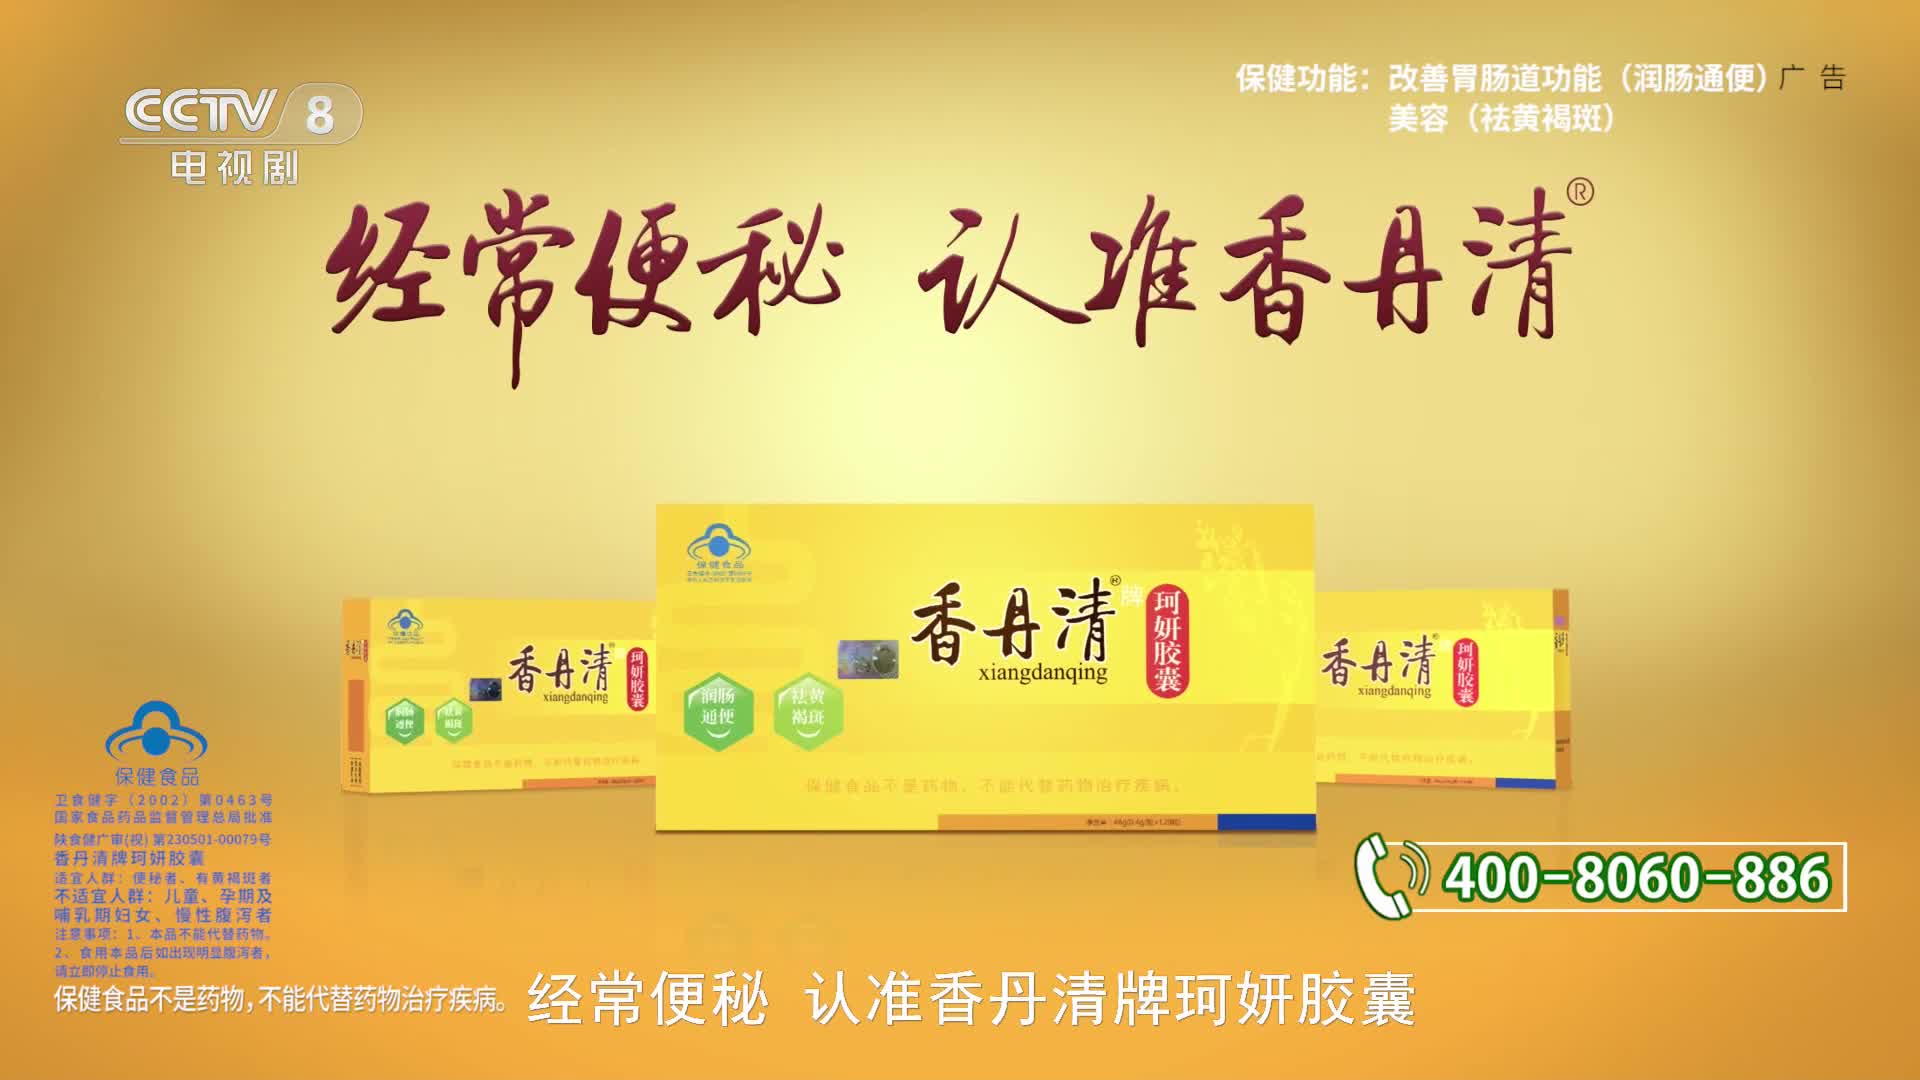 CCTV 8
电视剧
保健功能：改善胃肠道功能（润肠通便）广 告
美容（祛黄褐斑）
经常便秘 认准香丹清®
保健食品
香丹清®牌
珂妍胶囊
xiangdanqing
润肠
通便
祛黄
褐斑
保健食品不是药物，不能代替药物治疗疾病。
香丹清
珂妍胶囊
xiangdanqing
润肠
通便
祛黄
褐斑
香丹清
珂妍胶囊
xiangdanqing
保健食品
卫食健字（2002）第0463号
国家食品药品监督管理总局批准
陕食健广审(视)第230501-00079号
香丹清牌珂妍胶囊
适宜人群：便秘者、有黄褐斑者
不适宜人群：儿童、孕期及
哺乳期妇女、慢性腹泻者
注意事项：1、本品不能代替药物。
2、食用本品后如出现明显腹泻者，
请立即停止食用。
保健食品不是药物，不能代替药物治疗疾病。
400-8060-886
经常便秘 认准香丹清牌珂妍胶囊